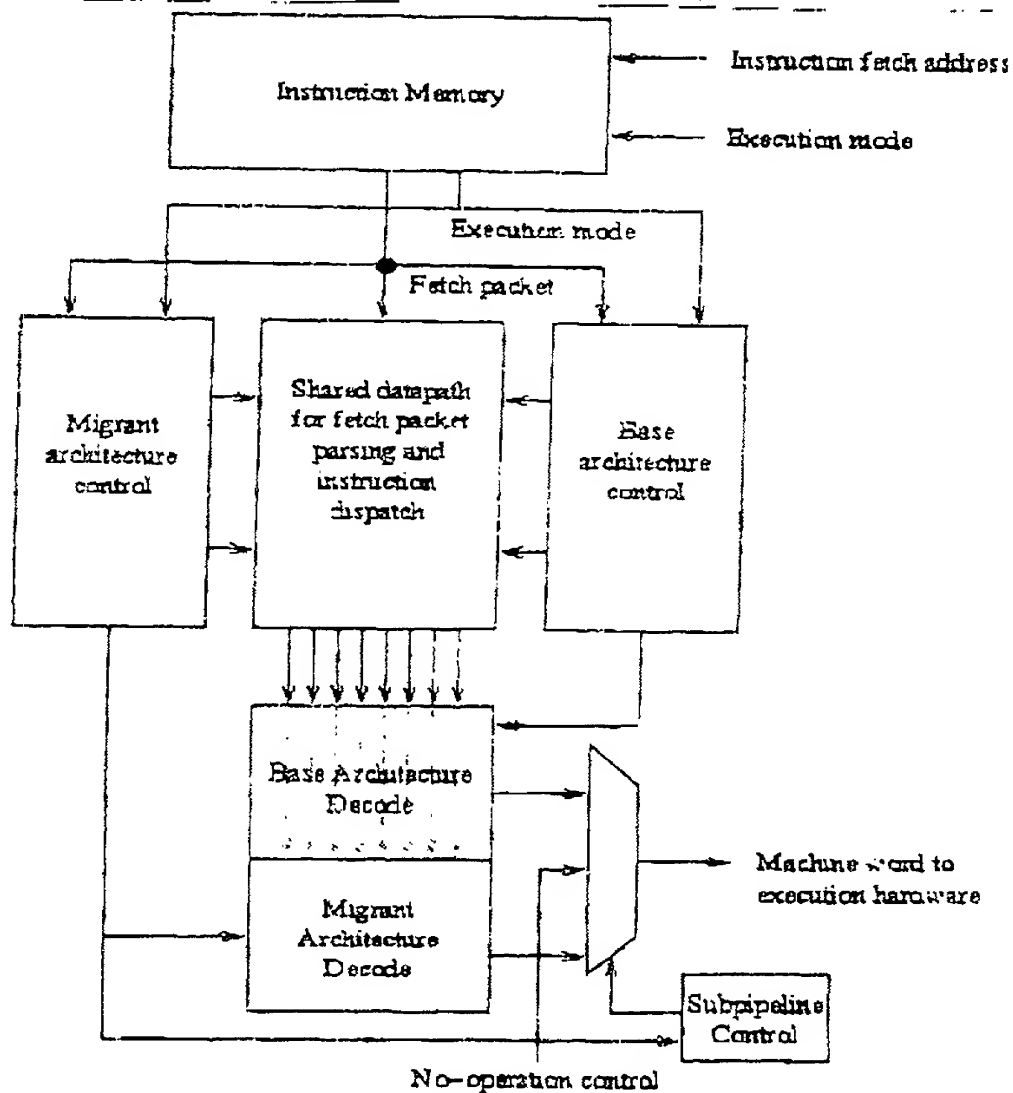 Instruction Memory
Instruction fetch address
Execution mode
Execution mode
Fetch packet
Migrant
architecture
control
Shared datapath
for fetch packet
parsing and
instruction
dispatch
Base
architecture
control
Base Architecture
Decode
Migrant
Architecture
Decode
Machine word to
execution hardware
Subpipeline
Control
No-operation control